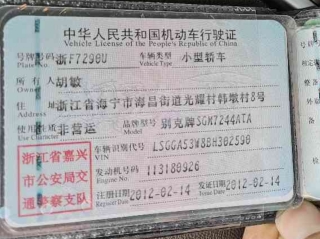 中华人民共和国机动车行驶证
Vehicle License of the People's Republic of China
号牌号码 浙F7290U 车辆类型 小型轿车
Plate No. Vehicle Type
所有人 胡敏
Owner
住址 浙江省海宁市海昌街道光耀村韩墩村8号
Address
使用性质 非营运 品牌型号 别克牌SGM7244ATA
Use Character Model
车辆识别代号
VIN
发动机号码 113180926
Engine No.
注册日期 2012-02-14 发证日期 2012-02-14
Register Date Issue Date
浙江省嘉兴
市公安局交
通警察支队